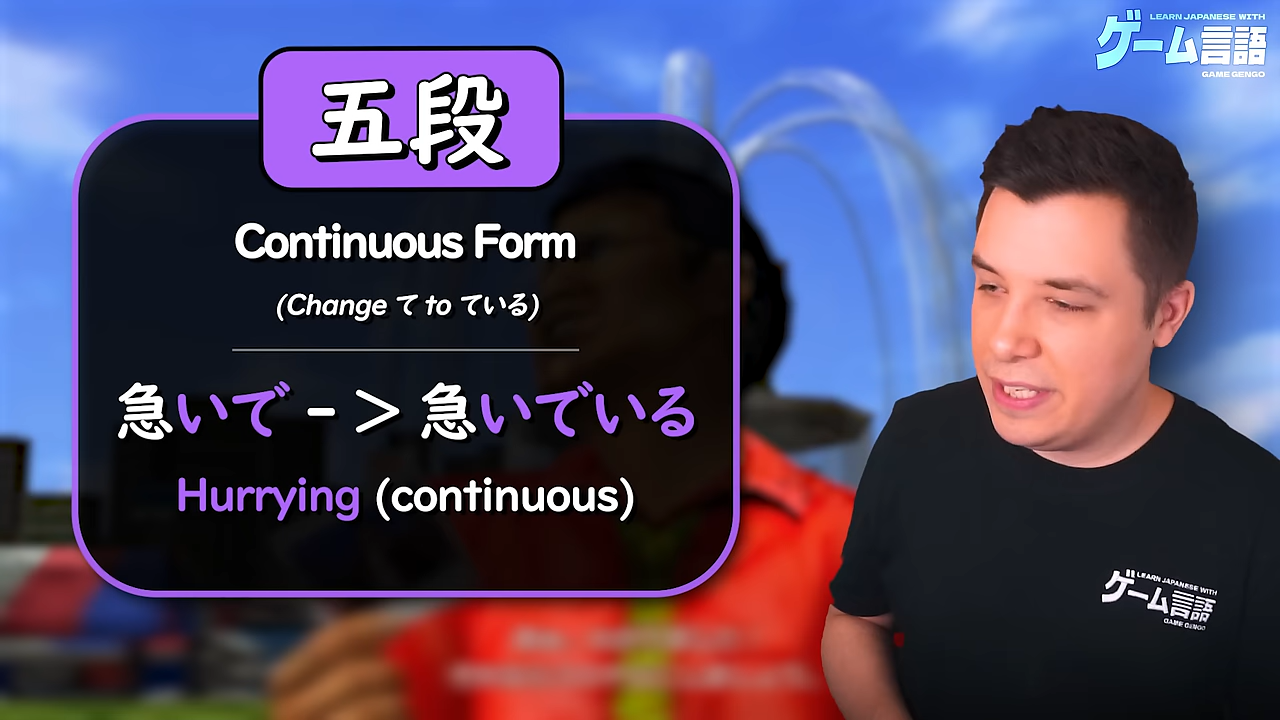 LEARN JAPANESE WITH
ゲーム言語
GAME GENGO
五段
Continuous Form
(Change て to ている)
急いで - > 急いでいる
Hurrying (continuous)
LEARN JAPANESE WITH
ゲーム言語
GAME GENGO